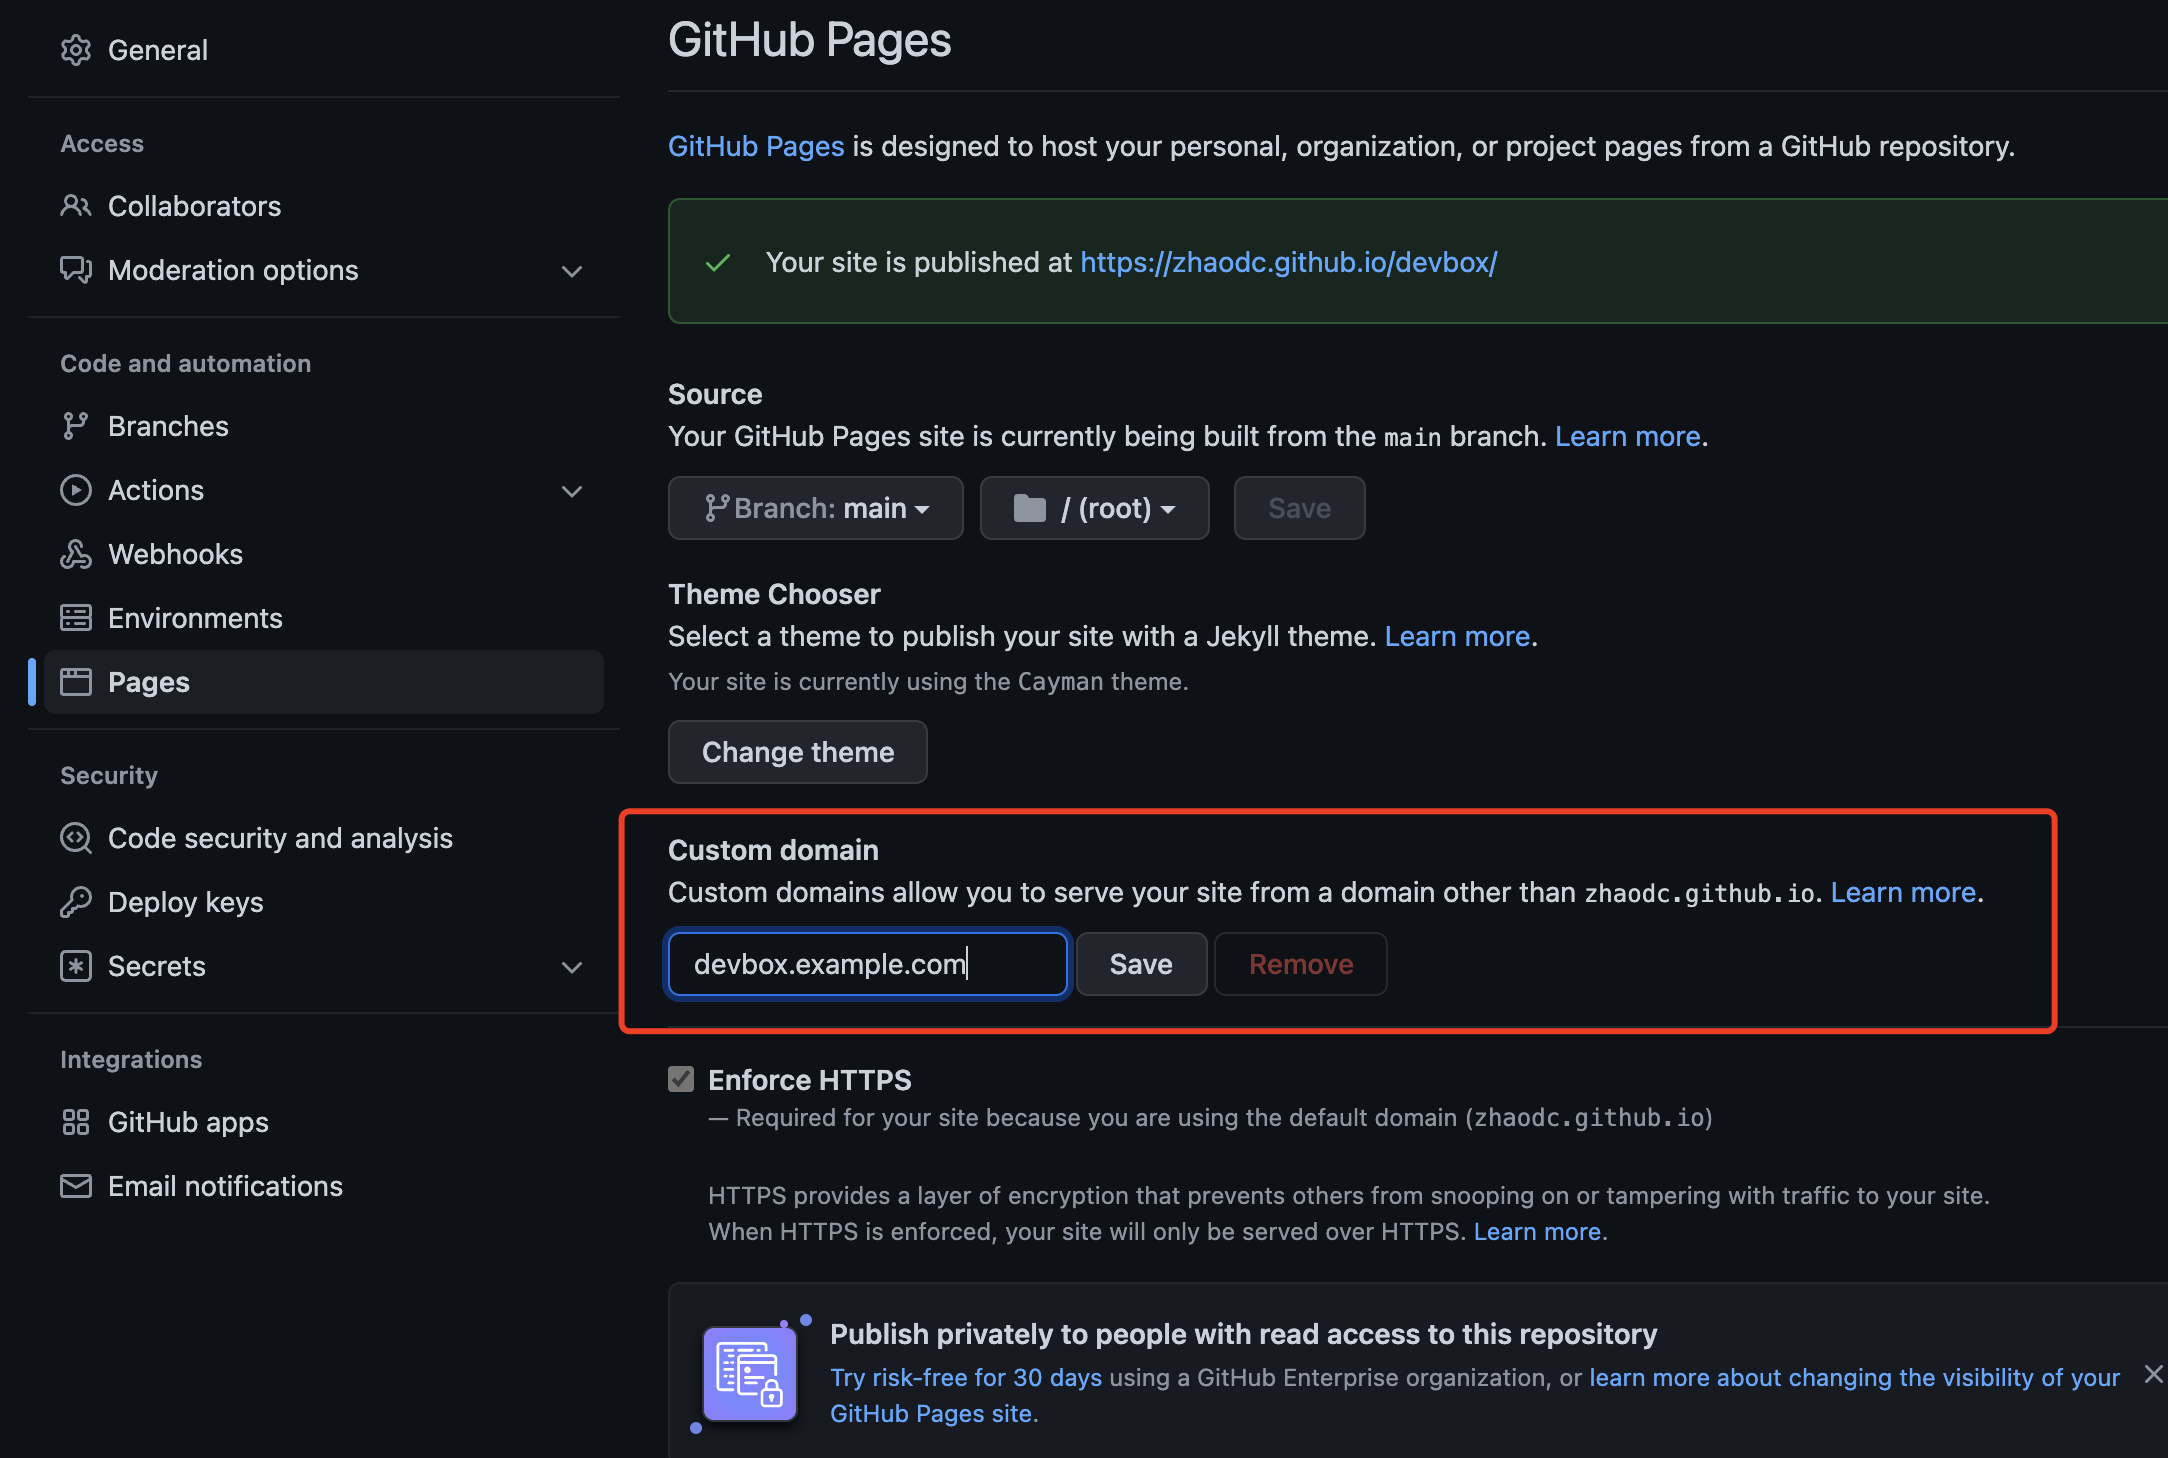 General
Access
Collaborators
Moderation options
Code and automation
Branches
Actions
Webhooks
Environments
Pages
Security
Code security and analysis
Deploy keys
Secrets
Integrations
GitHub apps
Email notifications
GitHub Pages
GitHub Pages is designed to host your personal, organization, or project pages from a GitHub repository.
Your site is published at https://zhaodc.github.io/devbox/
Source
Your GitHub Pages site is currently being built from the main branch. Learn more.
Branch: main / (root) Save
Theme Chooser
Select a theme to publish your site with a Jekyll theme. Learn more.
Your site is currently using the Cayman theme.
Change theme
Custom domain
Custom domains allow you to serve your site from a domain other than zhaodc.github.io. Learn more.
devbox.example.com Save Remove
Enforce HTTPS
— Required for your site because you are using the default domain (zhaodc.github.io)
HTTPS provides a layer of encryption that prevents others from snooping on or tampering with traffic to your site.
When HTTPS is enforced, your site will only be served over HTTPS. Learn more.
Publish privately to people with read access to this repository
Try risk-free for 30 days using a GitHub Enterprise organization, or learn more about changing the visibility of your
GitHub Pages site.